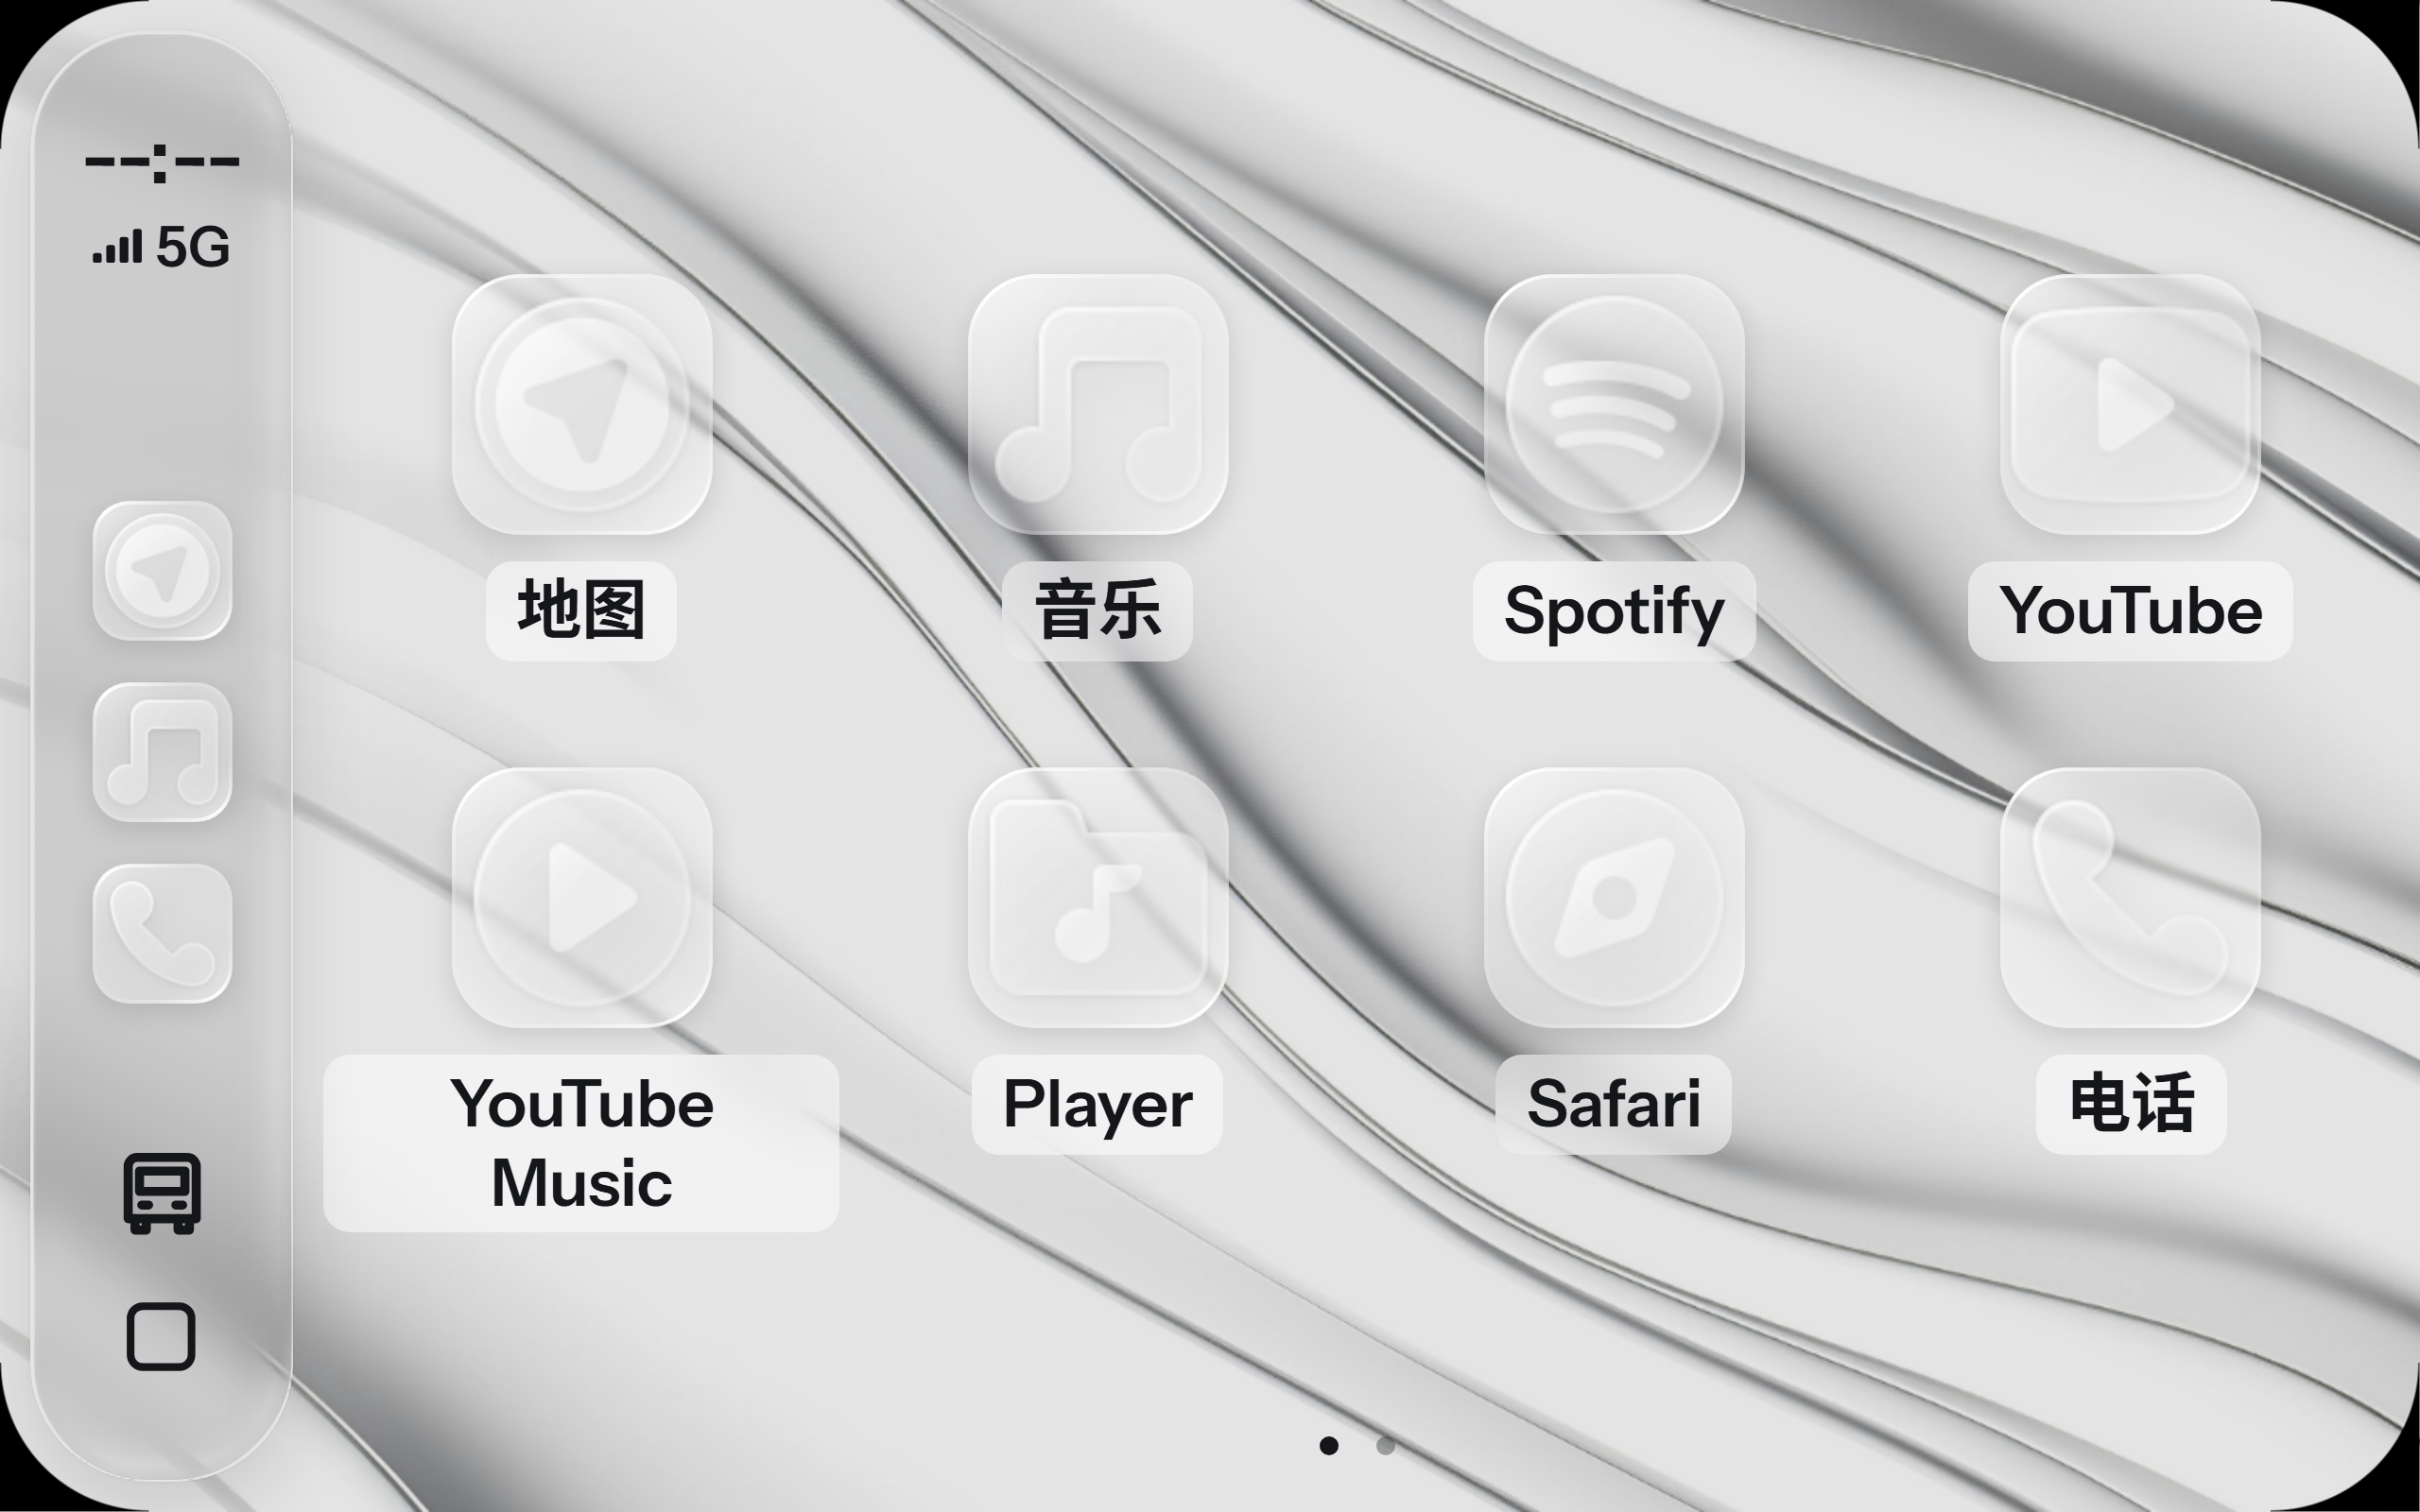 --:--
5G
地图
音乐
Spotify
YouTube
YouTube
Music
Player
Safari
电话